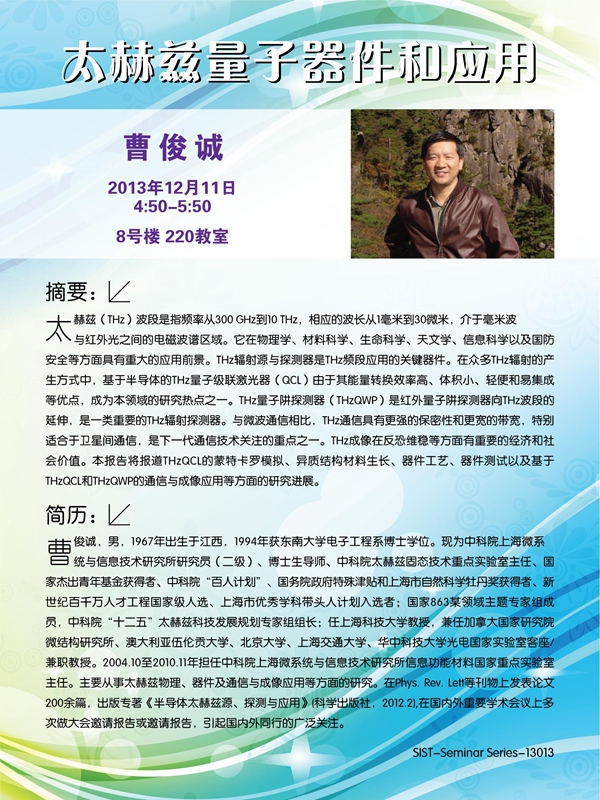 太赫兹量子器件和应用
曹俊诚
2013年12月11日
4:50-5:50
8号楼 220教室
摘要：
太赫兹（THz）波段是指频率从300 GHz到10 THz，相应的波长从1毫米到30微米，介于毫米波
与红外光之间的电磁波谱区域。它在物理学、材料科学、生命科学、天文学、信息科学以及国防
安全等方面具有重大的应用前景。THz辐射源与探测器是THz频段应用的关键器件。在众多THz辐射的产
生方式中，基于半导体的THz量子级联激光器（QCL）由于其能量转换效率高、体积小、轻便和易集成
等优点，成为本领域的研究热点之一。THz量子阱探测器（THzQWP）是红外量子阱探测器向THz波段的
延伸，是一类重要的THz辐射探测器。与微波通信相比，THz通信具有更强的保密性和更宽的带宽，特别
适合于卫星间通信，是下一代通信技术关注的重点之一。THz成像在反恐维稳等方面有重要的经济和社
会价值。本报告将报道THzQCL的蒙特卡罗模拟、异质结构材料生长、器件工艺、器件测试以及基于
THzQCL和THzQWP的通信与成像应用等方面的研究进展。
简历：
曹俊诚，男，1967年出生于江西，1994年获东南大学电子工程系博士学位。现为中科院上海微系
统与信息技术研究所研究员（二级）、博士生导师、中科院太赫兹固态技术重点实验室主任、国
家杰出青年基金获得者、中科院“百人计划”、国务院政府特殊津贴和上海市自然科学牡丹奖获得者、新
世纪百千万人才工程国家级人选、上海市优秀学科带头人计划入选者；国家863某领域主题专家组成
员，中科院“十二五”太赫兹科技发展规划专家组组长；任上海科技大学教授，兼任加拿大国家研究院
微结构研究所、澳大利亚伍伦贡大学、北京大学、上海交通大学、华中科技大学光电国家实验室客座/
兼职教授。2004.10至2010.11年担任中科院上海微系统与信息技术研究所信息功能材料国家重点实验室
主任。主要从事太赫兹物理、器件及通信与成像应用等方面的研究。在Phys. Rev. Lett等刊物上发表论文
200余篇，出版专著《半导体太赫兹源、探测与应用》(科学出版社，2012.2),在国内外重要学术会议上多
次做大会邀请报告或邀请报告，引起国内外同行的广泛关注。
SIST-Seminar Series-13013